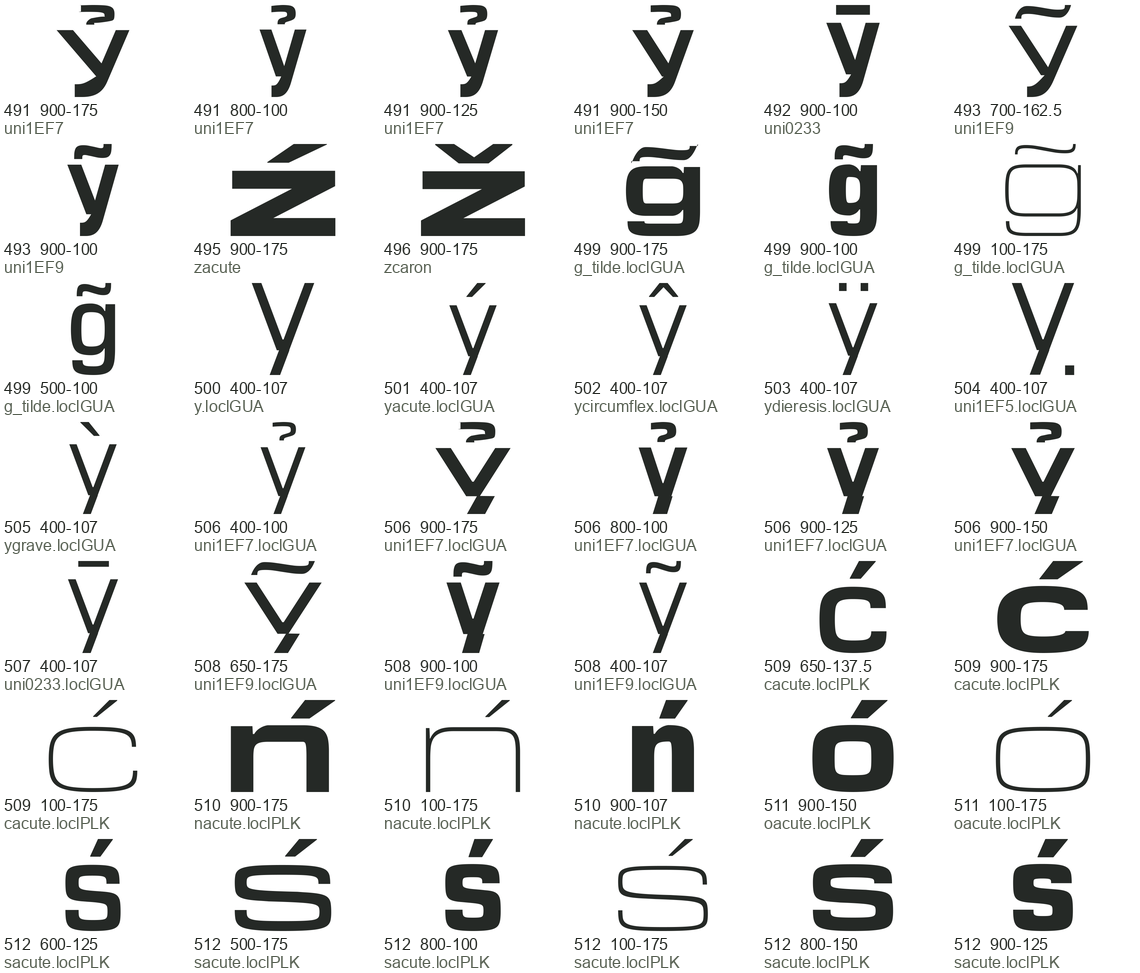 ỷ ỷ ỷ ỷ ȳ ỹ
491 900-175 491 800-100 491 900-125 491 900-150 492 900-100 493 700-162.5
uni1EF7 uni1EF7 uni1EF7 uni1EF7 uni0233 uni1EF9
ỹ ź ž g̃ g̃ g̃
493 900-100 495 900-175 496 900-175 499 900-175 499 900-100 499 100-175
uni1EF9 zacute zcaron g_tilde.loclGUA g_tilde.loclGUA g_tilde.loclGUA
g̃ y ý ŷ ÿ ỵ
499 500-100 500 400-107 501 400-107 502 400-107 503 400-107 504 400-107
g_tilde.loclGUA y.loclGUA yacute.loclGUA ycircumflex.loclGUA ydieresis.loclGUA uni1EF5.loclGUA
ỳ ỷ ỷ ỷ ỷ ỷ
505 400-107 506 400-100 506 900-175 506 800-100 506 900-125 506 900-150
ygrave.loclGUA uni1EF7.loclGUA uni1EF7.loclGUA uni1EF7.loclGUA uni1EF7.loclGUA uni1EF7.loclGUA
ȳ ỹ ỹ ỹ ć ć
507 400-107 508 650-175 508 900-100 508 400-107 509 650-137.5 509 900-175
uni0233.loclGUA uni1EF9.loclGUA uni1EF9.loclGUA uni1EF9.loclGUA cacute.loclPLK cacute.loclPLK
ć ń ń ń ó ó
509 100-175 510 900-175 510 100-175 510 900-107 511 900-150 511 100-175
cacute.loclPLK nacute.loclPLK nacute.loclPLK nacute.loclPLK oacute.loclPLK oacute.loclPLK
ś ś ś ś ś ś
512 600-125 512 500-175 512 800-100 512 100-175 512 800-150 512 900-125
sacute.loclPLK sacute.loclPLK sacute.loclPLK sacute.loclPLK sacute.loclPLK sacute.loclPLK